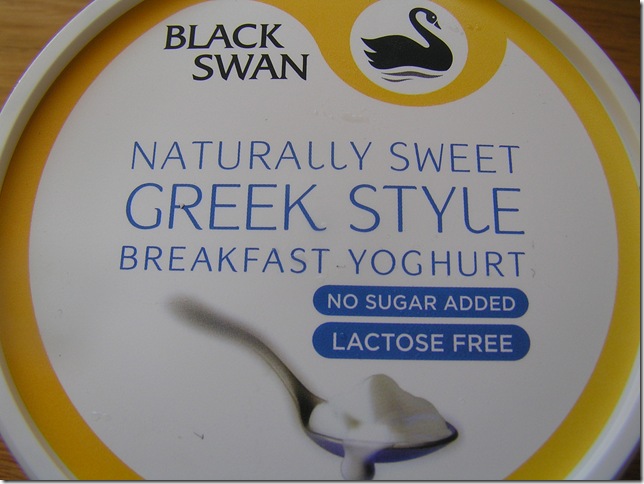 BLACK
SWAN
NATURALLY SWEET
GREEK STYLE
BREAKFAST YOGHURT
NO SUGAR ADDED
LACTOSE FREE